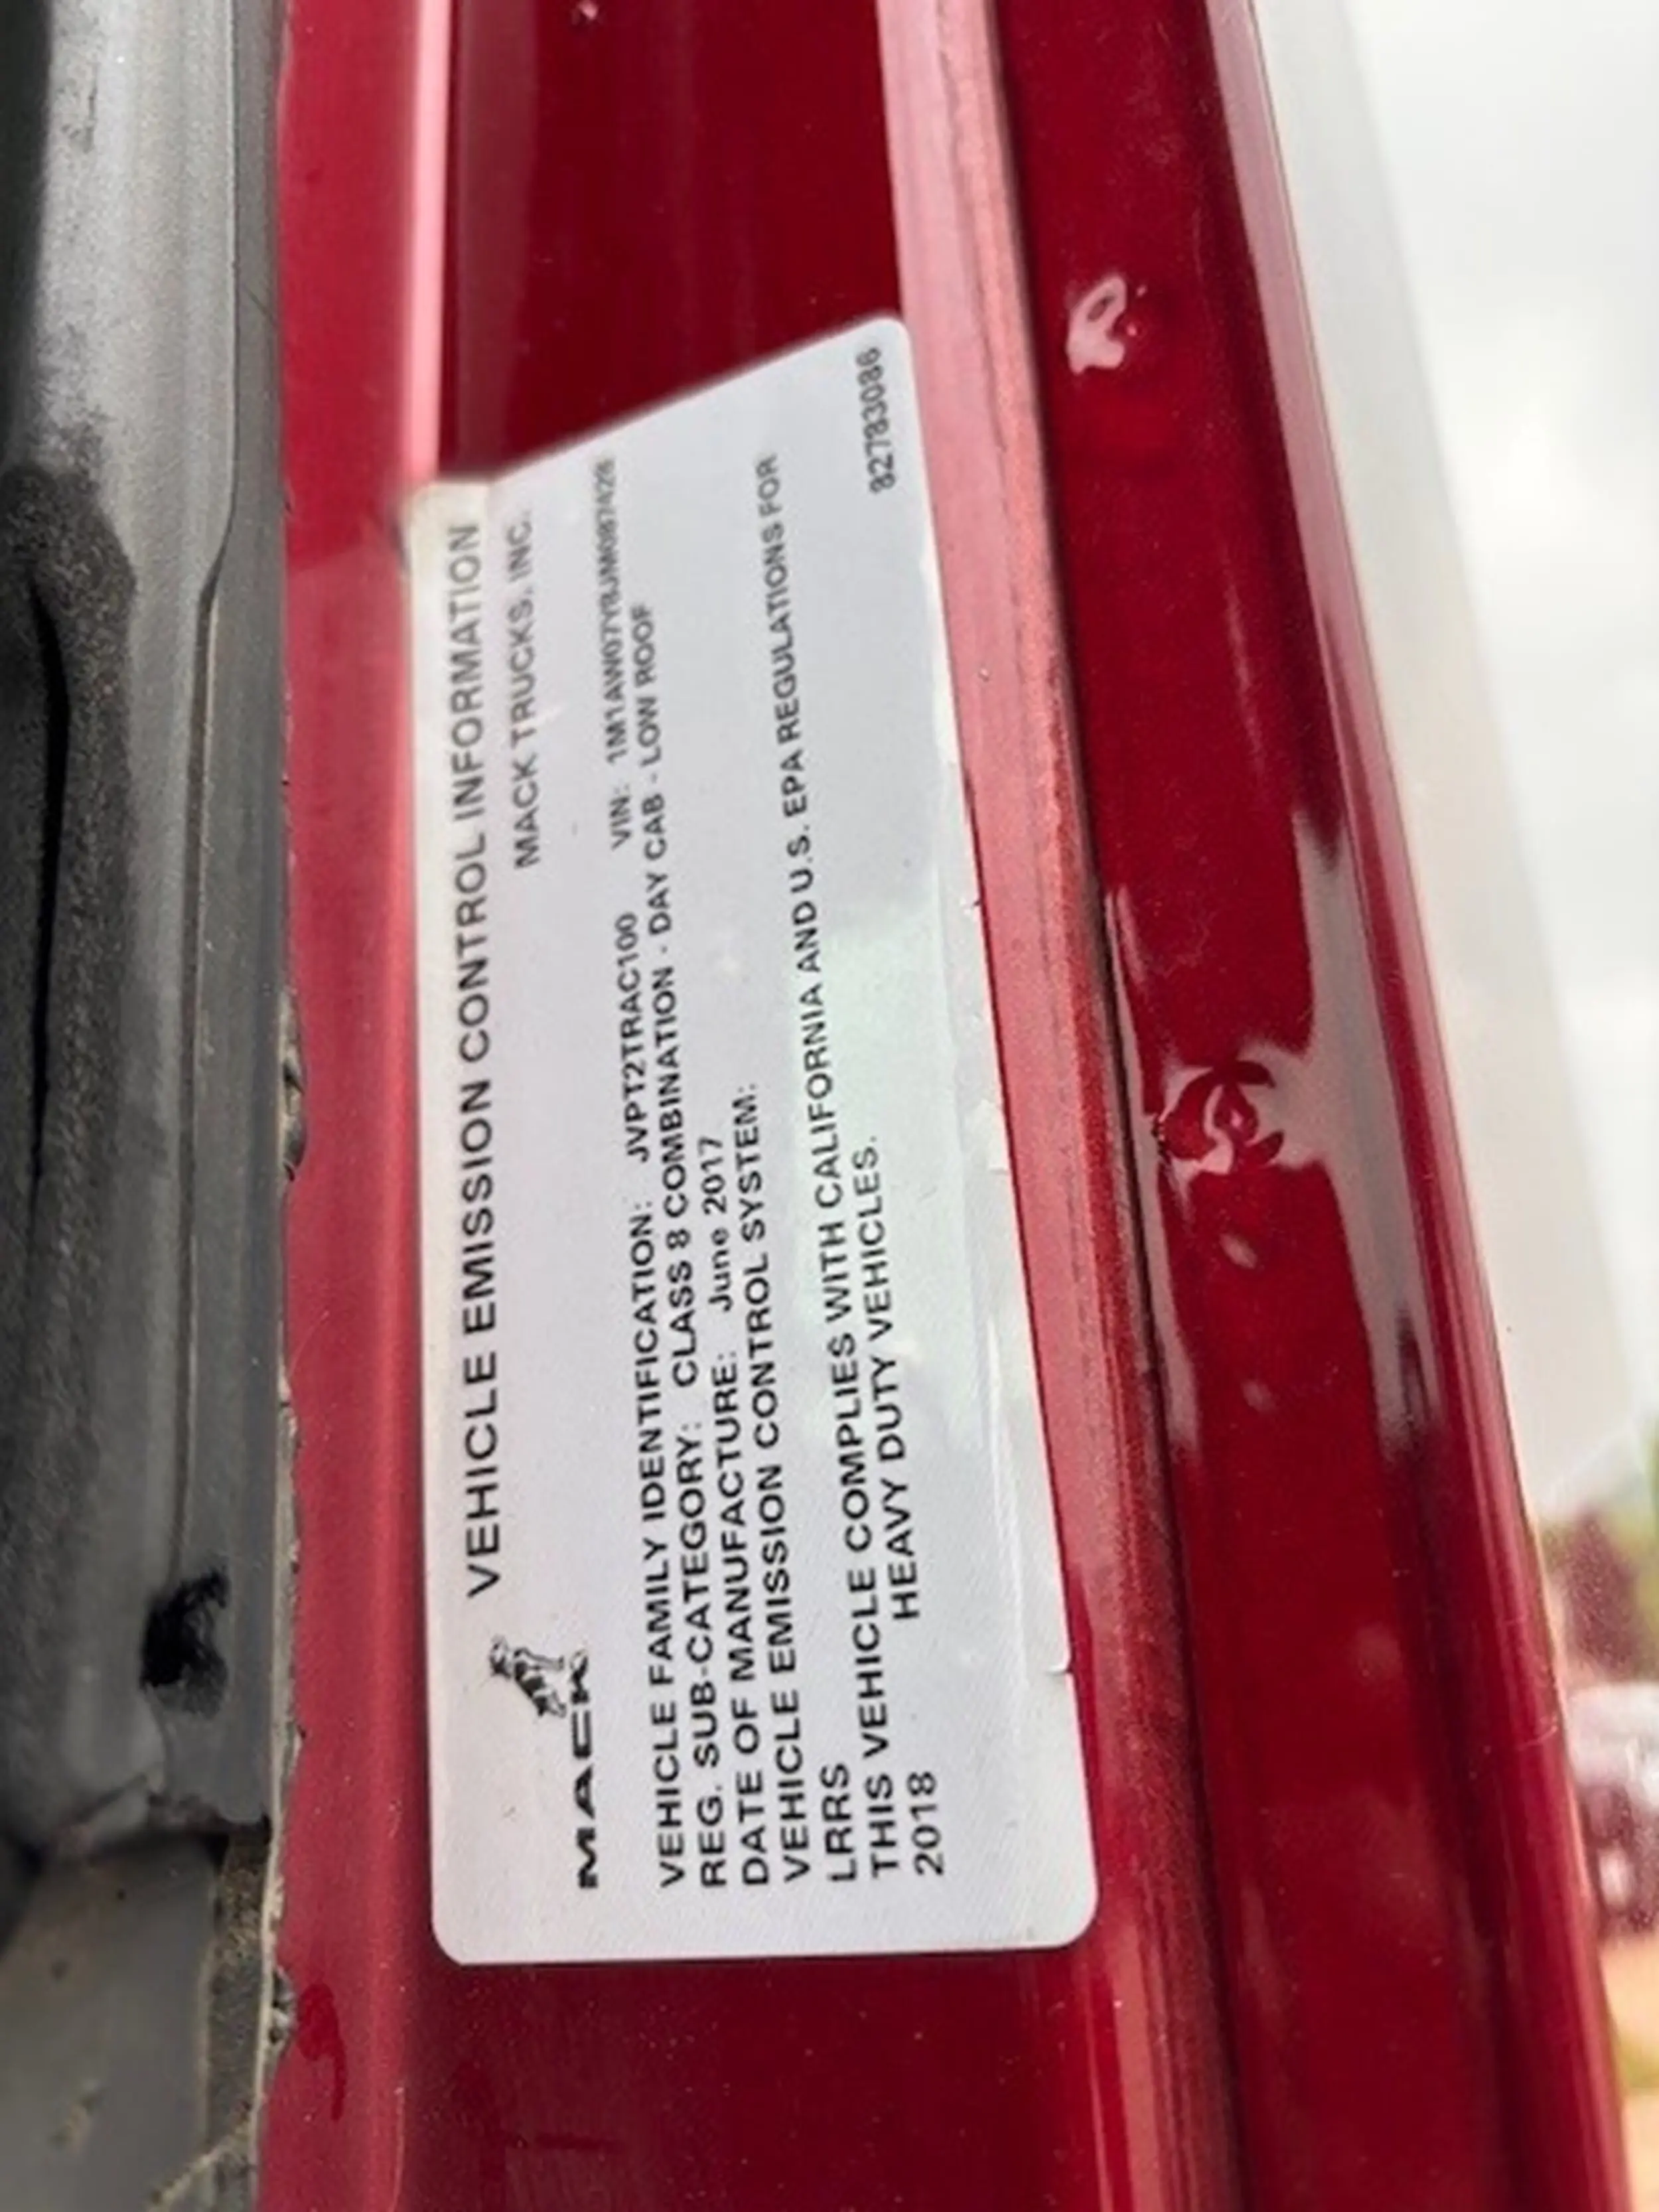 VEHICLE EMISSION CONTROL INFORMATION
MACK TRUCKS, INC.
MACK
VEHICLE FAMILY IDENTIFICATION: JVPT2TRAC100 VIN:
REG. SUB-CATEGORY: CLASS 8 COMBINATION - DAY CAB - LOW ROOF
DATE OF MANUFACTURE: June 2017
VEHICLE EMISSION CONTROL SYSTEM:
LRRS
THIS VEHICLE COMPLIES WITH CALIFORNIA AND U.S. EPA REGULATIONS FOR
2018 HEAVY DUTY VEHICLES.
82783086